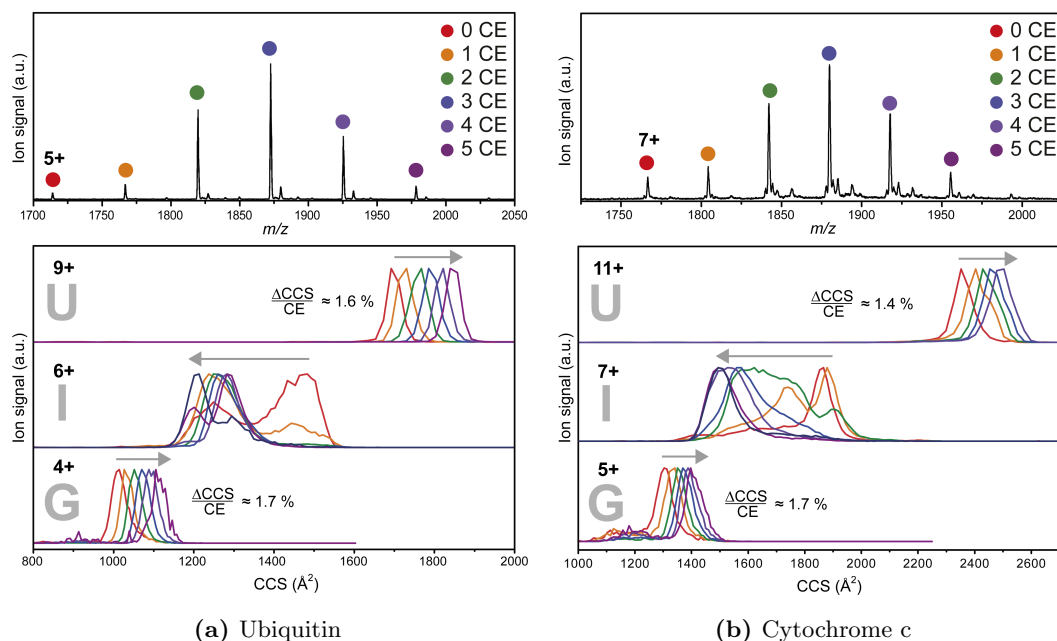 Ion signal (a.u.)
5+
0 CE
1 CE
2 CE
3 CE
4 CE
5 CE
1700 1750 1800 1850 1900 1950 2000 2050
m/z
Ion signal (a.u.)
9+
U
ΔCCS
CE
≈ 1.6 %
6+
I
4+
G
ΔCCS
CE
≈ 1.7 %
800 1000 1200 1400 1600 1800 2000
CCS (Å²)
(a) Ubiquitin
Ion signal (a.u.)
7+
0 CE
1 CE
2 CE
3 CE
4 CE
5 CE
1750 1800 1850 1900 1950 2000
m/z
Ion signal (a.u.)
11+
U
ΔCCS
CE
≈ 1.4 %
7+
I
5+
G
ΔCCS
CE
≈ 1.7 %
1000 1200 1400 1600 1800 2000 2200 2400 2600
CCS (Å²)
(b) Cytochrome c